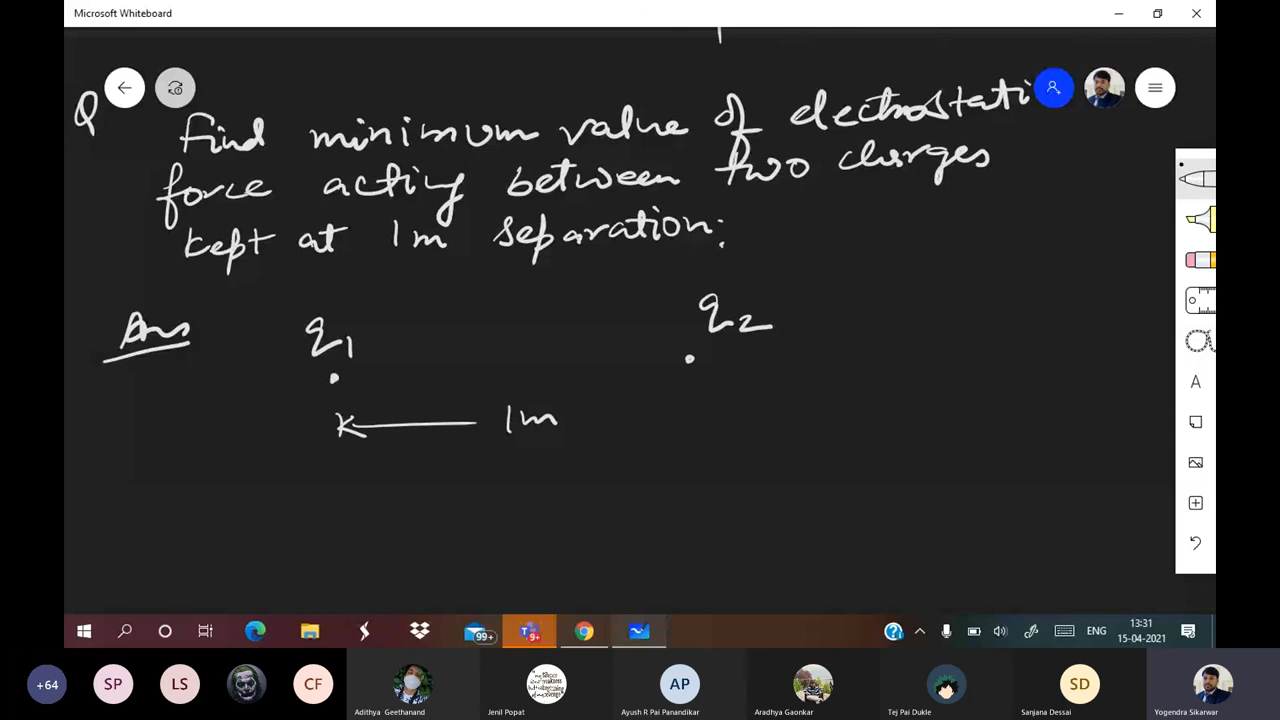 Microsoft Whiteboard
Q Find minimum value of electrostati
force acting between two charges
kept at 1m separation:
Ans q1 q2
1m
A
99+
9+
ENG
13:31
15-04-2021
+64
SP
LS
CF
AP
SD
Adithya Geethanand
Jenil Popat
Ayush R Pai Panandikar
Aradhya Gaonkar
Tej Pai Dukle
Sanjana Dessai
Yogendra Sikarwar